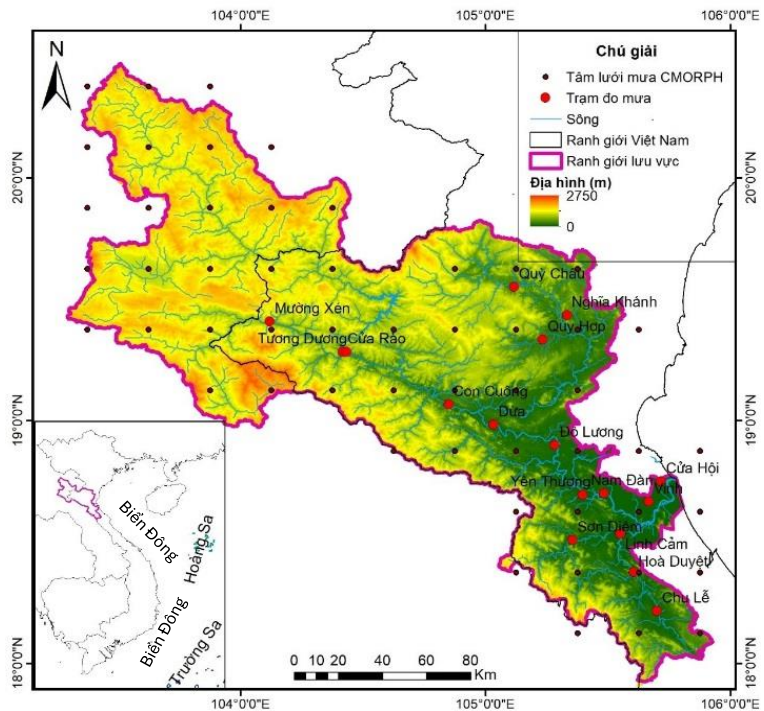 104°0'0"E
105°0'0"E
106°0'0"E
N
Chú giải
Tâm lưới mưa CMORPH
Trạm đo mưa
Sông
Ranh giới Việt Nam
Ranh giới lưu vực
Địa hình (m)
2750
0
20°0'0"N
20°0'0"N
Quỳ Châu
Nghĩa Khánh
Mường Xén
Quỳ Hợp
Tương Dương
Cửa Rào
Con Cuông
19°0'0"N
19°0'0"N
Dừa
Đô Lương
Cửa Hội
Yên Thượng
Nam Đàn
Vinh
Sơn Diệm
Linh Cảm
Hoà Duyệt
Chu Lễ
Biển Đông
Hoàng Sa
Biển Đông
Trường Sa
18°0'0"N
18°0'0"N
0 10 20 40 60 80
Km
104°0'0"E
105°0'0"E
106°0'0"E